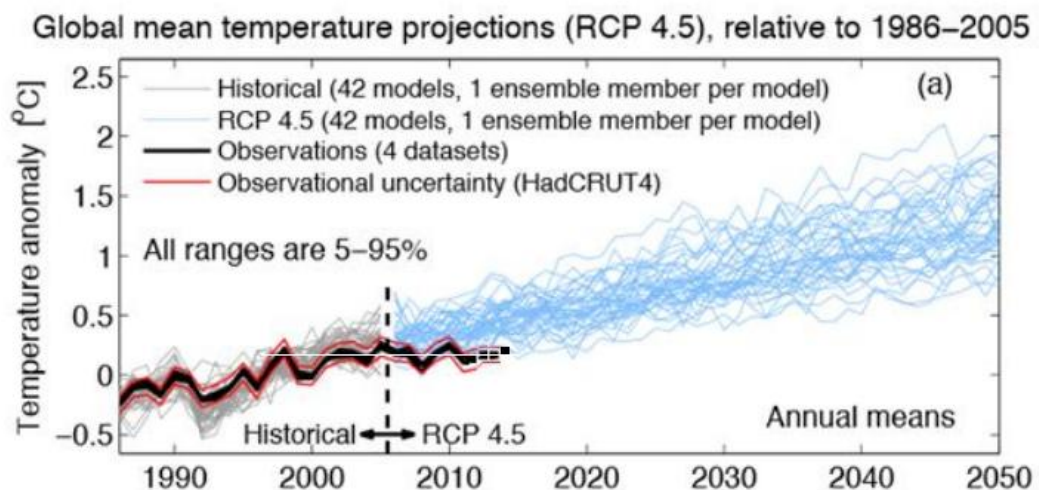 Global mean temperature projections (RCP 4.5), relative to 1986–2005
Temperature anomaly [ºC]
2.5
2
1.5
1
0.5
0
−0.5
(a)
Historical (42 models, 1 ensemble member per model)
RCP 4.5 (42 models, 1 ensemble member per model)
Observations (4 datasets)
Observational uncertainty (HadCRUT4)
All ranges are 5–95%
Annual means
Historical
RCP 4.5
1990 2000 2010 2020 2030 2040 2050